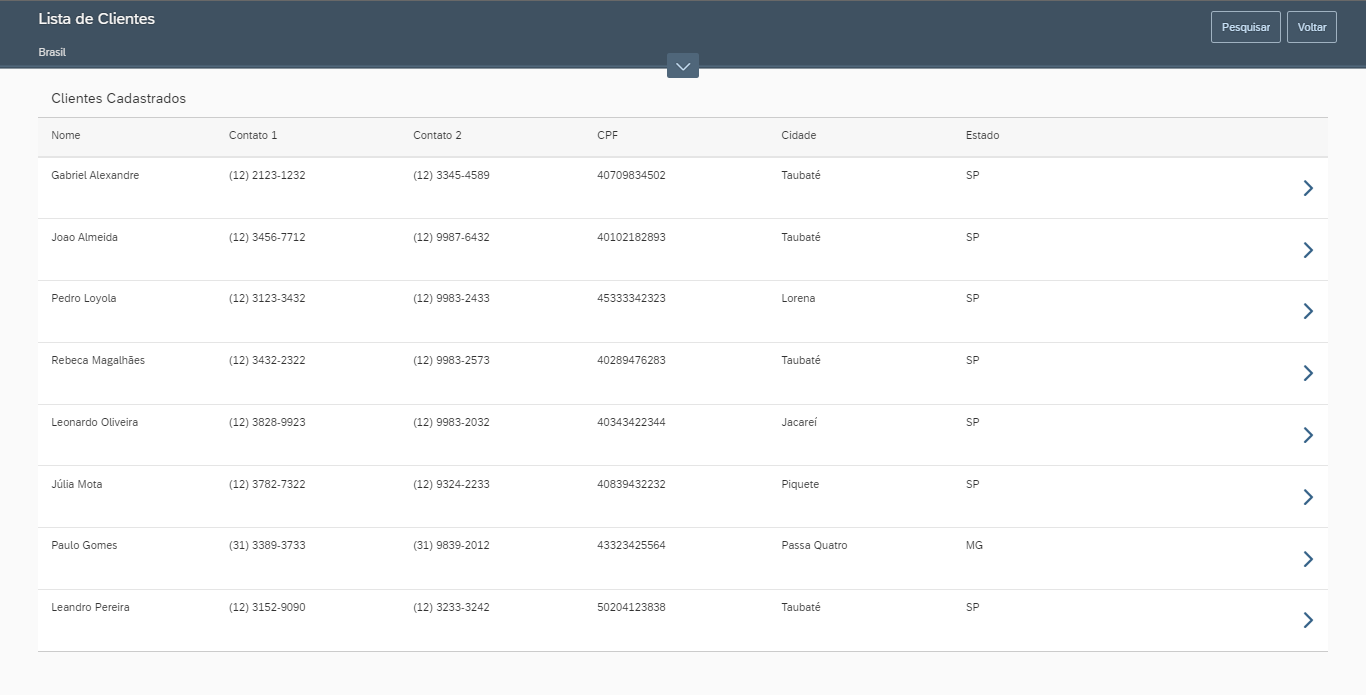 Lista de Clientes
Pesquisar Voltar
Brasil
Clientes Cadastrados
Nome Contato 1 Contato 2 CPF Cidade Estado
Gabriel Alexandre (12) 2123-1232 (12) 3345-4589 40709834502 Taubaté SP
Joao Almeida (12) 3456-7712 (12) 9987-6432 40102182893 Taubaté SP
Pedro Loyola (12) 3123-3432 (12) 9983-2433 45333342323 Lorena SP
Rebeca Magalhães (12) 3432-2322 (12) 9983-2573 40289476283 Taubaté SP
Leonardo Oliveira (12) 3828-9923 (12) 9983-2032 40343422344 Jacareí SP
Júlia Mota (12) 3782-7322 (12) 9324-2233 40839432232 Piquete SP
Paulo Gomes (31) 3389-3733 (31) 9839-2012 43323425564 Passa Quatro MG
Leandro Pereira (12) 3152-9090 (12) 3233-3242 50204123838 Taubaté SP